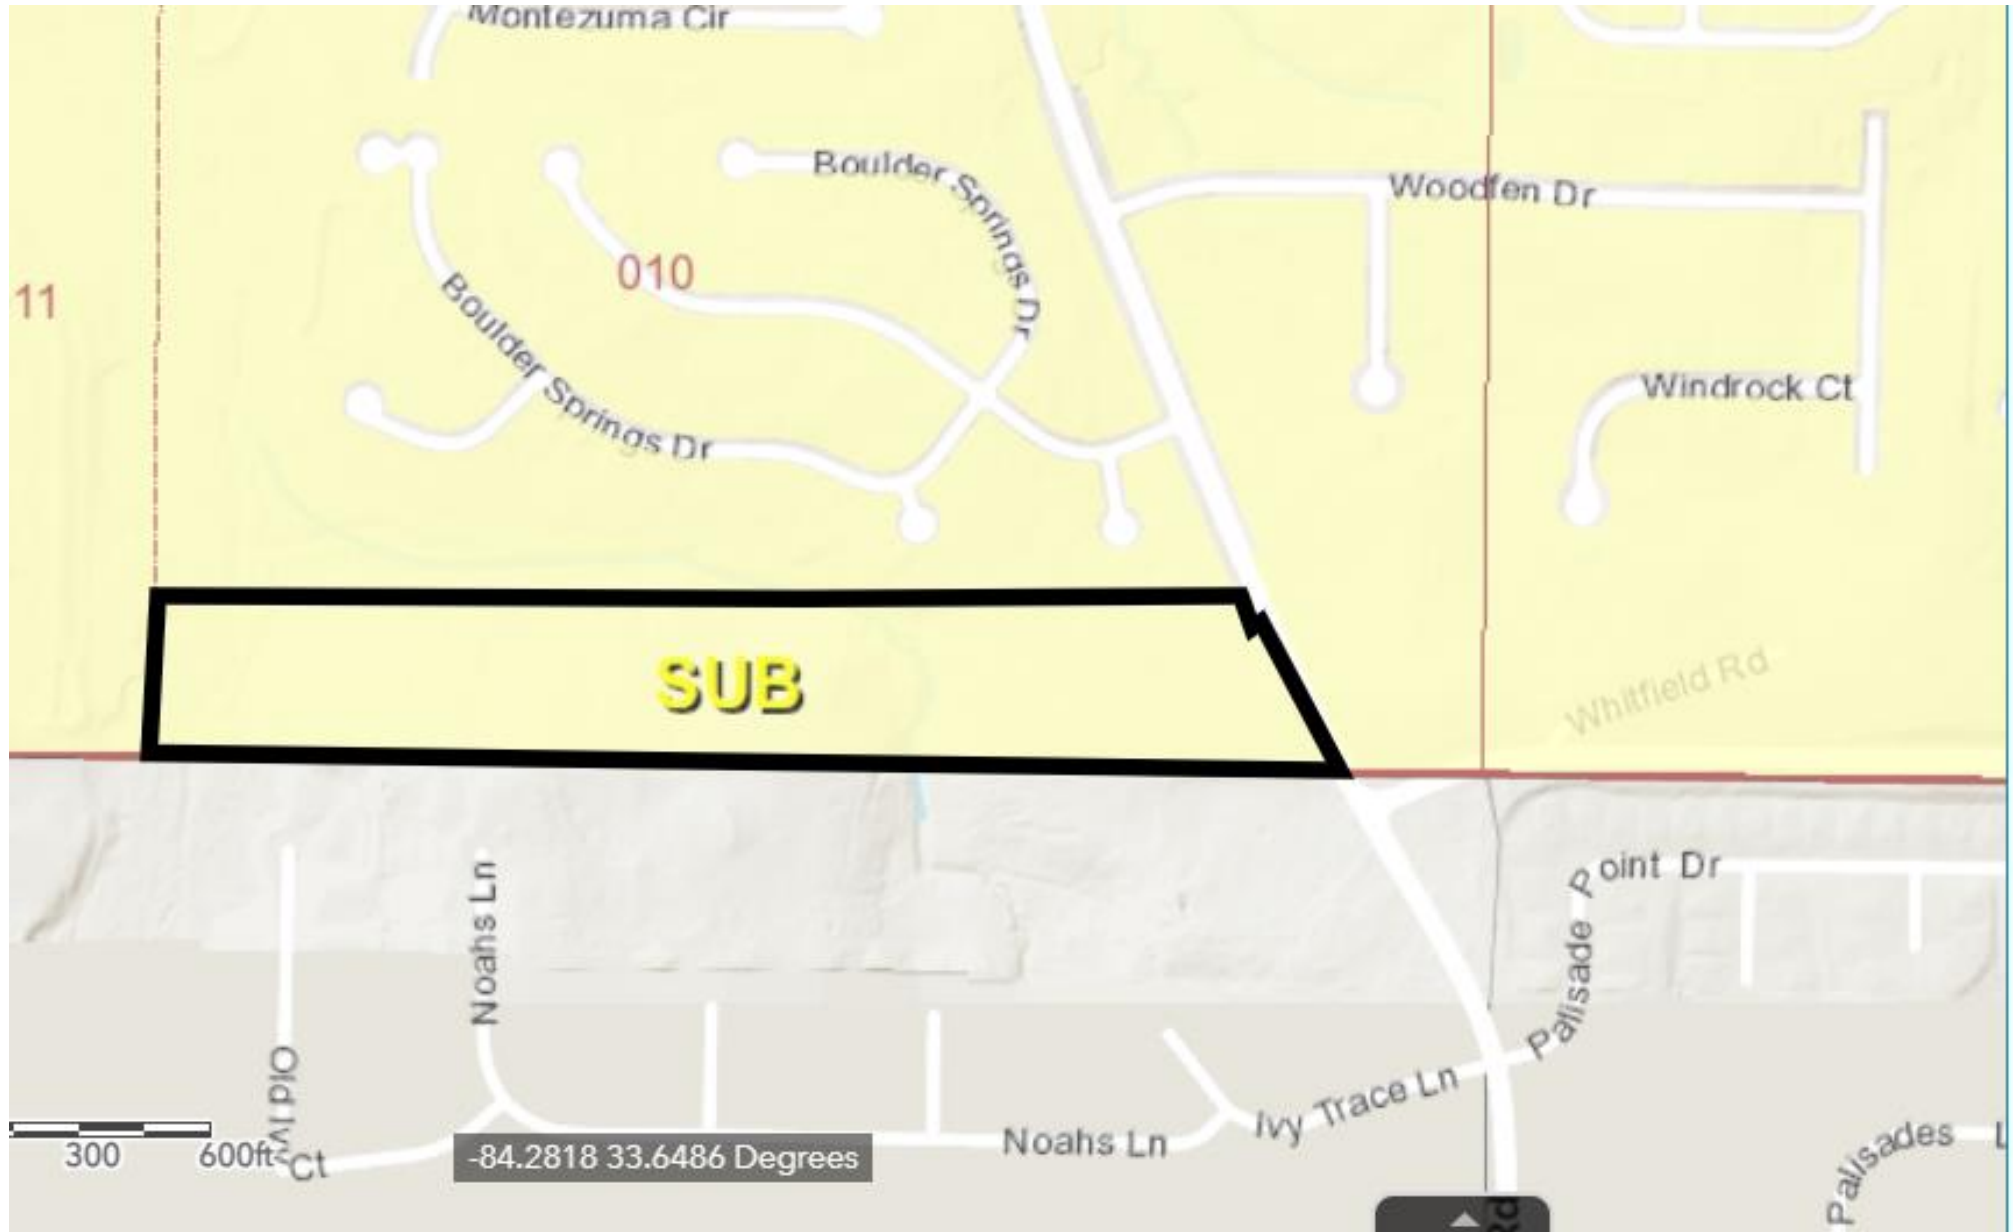 Montezuma Cir
Boulder Springs Dr
Woodfen Dr
010
11
Boulder Springs Dr
Windrock Ct
SUB
Whitfield Rd
Palisade Point Dr
Noahs Ln
Old Ivy
Ct
Ivy Trace Ln
Noahs Ln
300
600ft
-84.2818 33.6486 Degrees
Palisades L
Rd